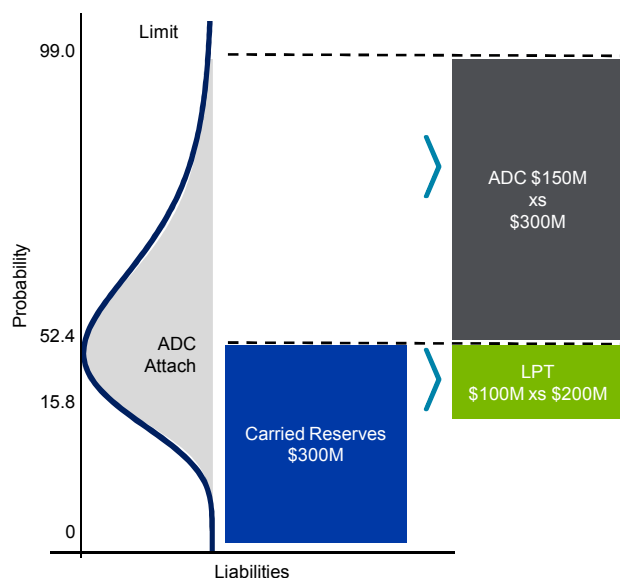 Limit
99.0
ADC $150M
xs
$300M
Probability
52.4
ADC
Attach
15.8
LPT
$100M xs $200M
Carried Reserves
$300M
0
Liabilities